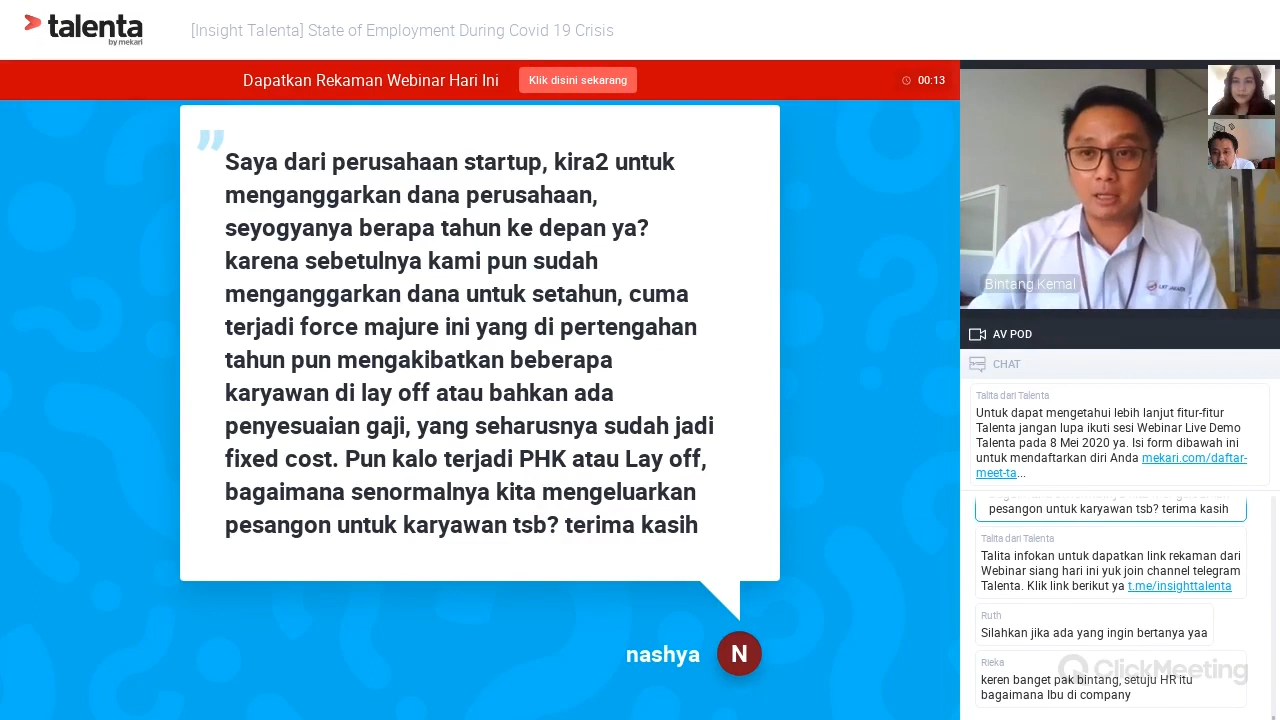 talenta
by mekari
[Insight Talenta] State of Employment During Covid 19 Crisis
Dapatkan Rekaman Webinar Hari Ini
Klik disini sekarang
00:13
Saya dari perusahaan startup, kira2 untuk
menganggarkan dana perusahaan,
seyogyanya berapa tahun ke depan ya?
karena sebetulnya kami pun sudah
menganggarkan dana untuk setahun, cuma
terjadi force majure ini yang di pertengahan
tahun pun mengakibatkan beberapa
karyawan di lay off atau bahkan ada
penyesuaian gaji, yang seharusnya sudah jadi
fixed cost. Pun kalo terjadi PHK atau Lay off,
bagaimana senormalnya kita mengeluarkan
pesangon untuk karyawan tsb? terima kasih
nashya
N
Bintang Kemal
AV POD
CHAT
Talita dari Talenta
Untuk dapat mengetahui lebih lanjut fitur-fitur
Talenta jangan lupa ikuti sesi Webinar Live Demo
Talenta pada 8 Mei 2020 ya. Isi form dibawah ini
untuk mendaftarkan diri Anda mekari.com/daftar-
meet-ta...
pesangon untuk karyawan tsb? terima kasih
Talita dari Talenta
Talita infokan untuk dapatkan link rekaman dari
Webinar siang hari ini yuk join channel telegram
Talenta. Klik link berikut ya t.me/insighttalenta
Ruth
Silahkan jika ada yang ingin bertanya yaa
Rieka
keren banget pak bintang, setuju HR itu
bagaimana Ibu di company
ClickMeeting